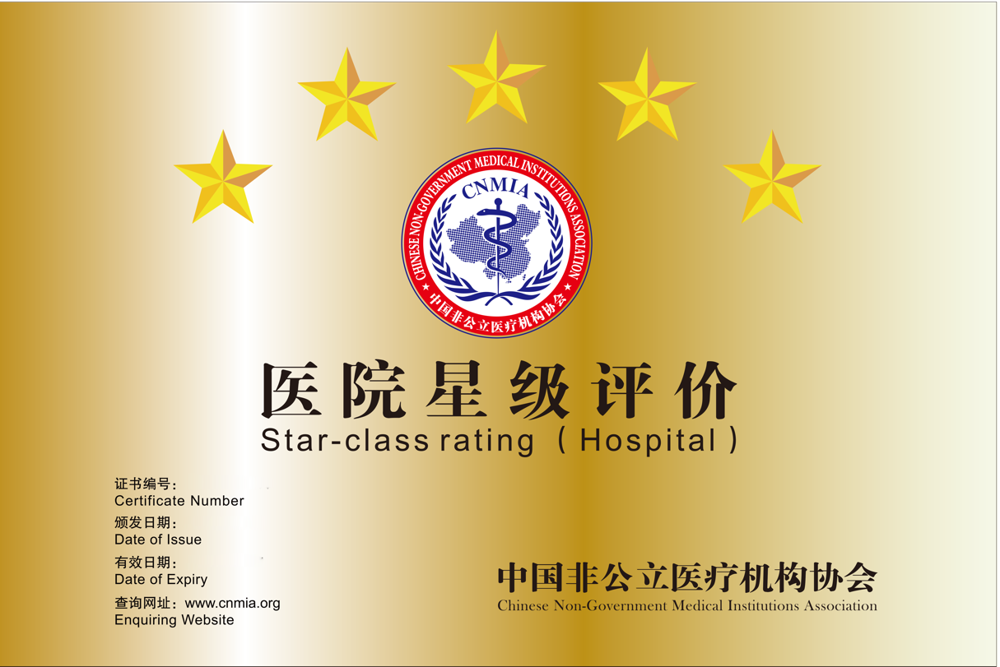 CHINESE NON-GOVERNMENT MEDICAL INSTITUTIONS ASSOCIATION
CNMIA
中国非公立医疗机构协会
医院星级评价
Star-class rating（Hospital）
证书编号：
Certificate Number
颁发日期：
Date of Issue
有效日期：
Date of Expiry
查询网址：www.cnmia.org
Enquiring Website
中国非公立医疗机构协会
Chinese Non-Government Medical Institutions Association